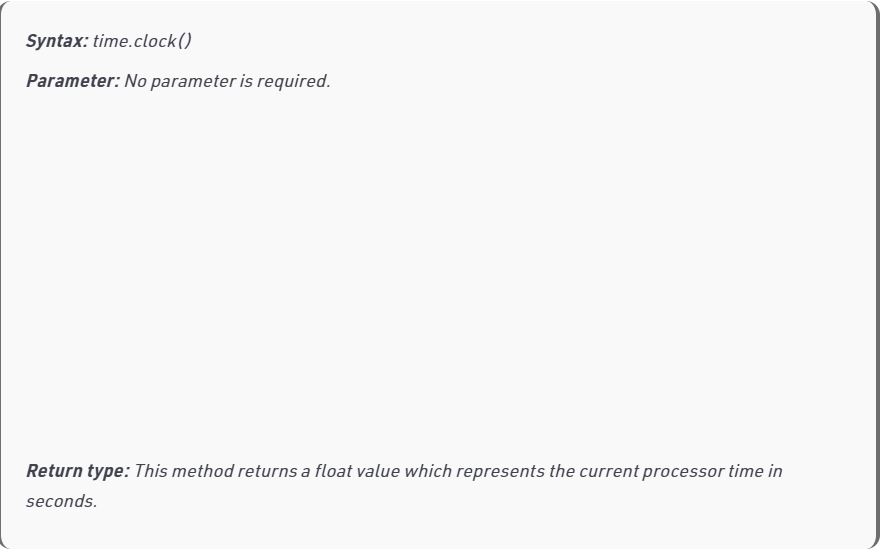 Syntax: time.clock()
Parameter: No parameter is required.
Return type: This method returns a float value which represents the current processor time in
seconds.